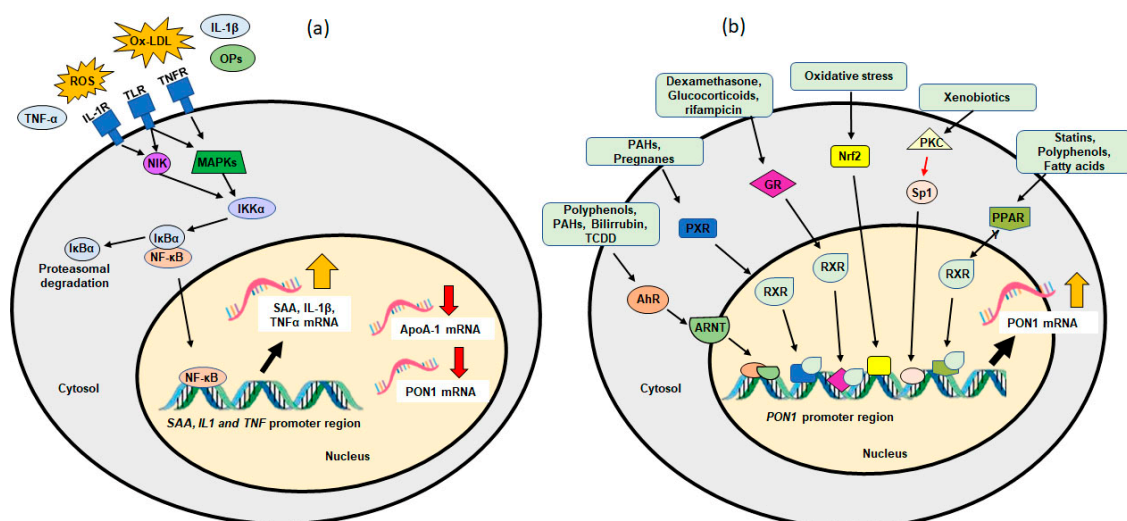 (a)
IL-1β
Ox-LDL
OPs
ROS
TNFR
TLR
IL-1R
TNF-α
NIK
MAPKs
IKKα
IκBα
IκBα
NF-κB
Proteasomal
degradation
SAA, IL-1β,
TNFα mRNA
ApoA-1 mRNA
PON1 mRNA
NF-κB
Cytosol
SAA, IL1 and TNF promoter region
Nucleus
(b)
Oxidative stress
Dexamethasone,
Glucocorticoids,
rifampicin
Xenobiotics
PAHs,
Pregnanes
PKC
Statins,
Polyphenols,
Fatty acids
Nrf2
GR
Sp1
Polyphenols,
PAHs, Bilirrubin,
TCDD
PXR
PPAR
RXR
RXR
RXR
AhR
ARNT
PON1 mRNA
Cytosol
PON1 promoter region
Nucleus